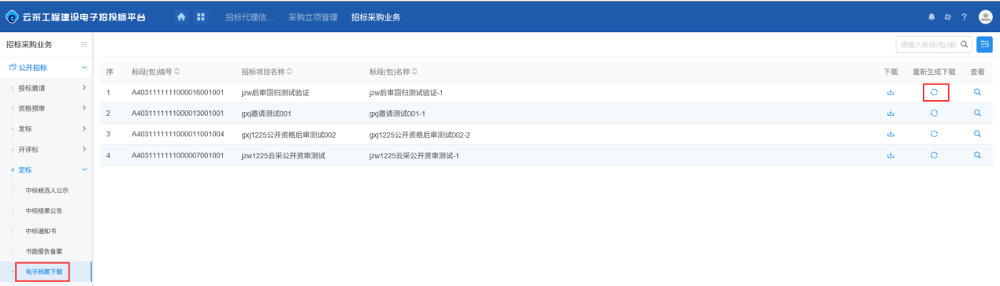 云采工程建设电子招投标平台 招标代理信... 采购立项管理 招标采购业务 ?
招标采购业务 请输入标段(包)编
公开招标 序 标段(包)编号 招标项目名称 标段(包)名称 下载 重新生成下载 查看
投标邀请 1 A4031111111000016001001 jzw后审回归测试验证 jzw后审回归测试验证-1
资格预审 2 A4031111111000013001001 gxj邀请测试001 gxj邀请测试001-1
发标 3 A4031111111000011001004 gxj1225公开资格后审测试002 gxj1225公开资格后审测试002-2
开评标 4 A4031111111000007001001 jzw1225云采公开资审测试 jzw1225云采公开资审测试-1
定标
中标候选人公示
中标结果公告
中标通知书
书面报告备案
电子档案下载